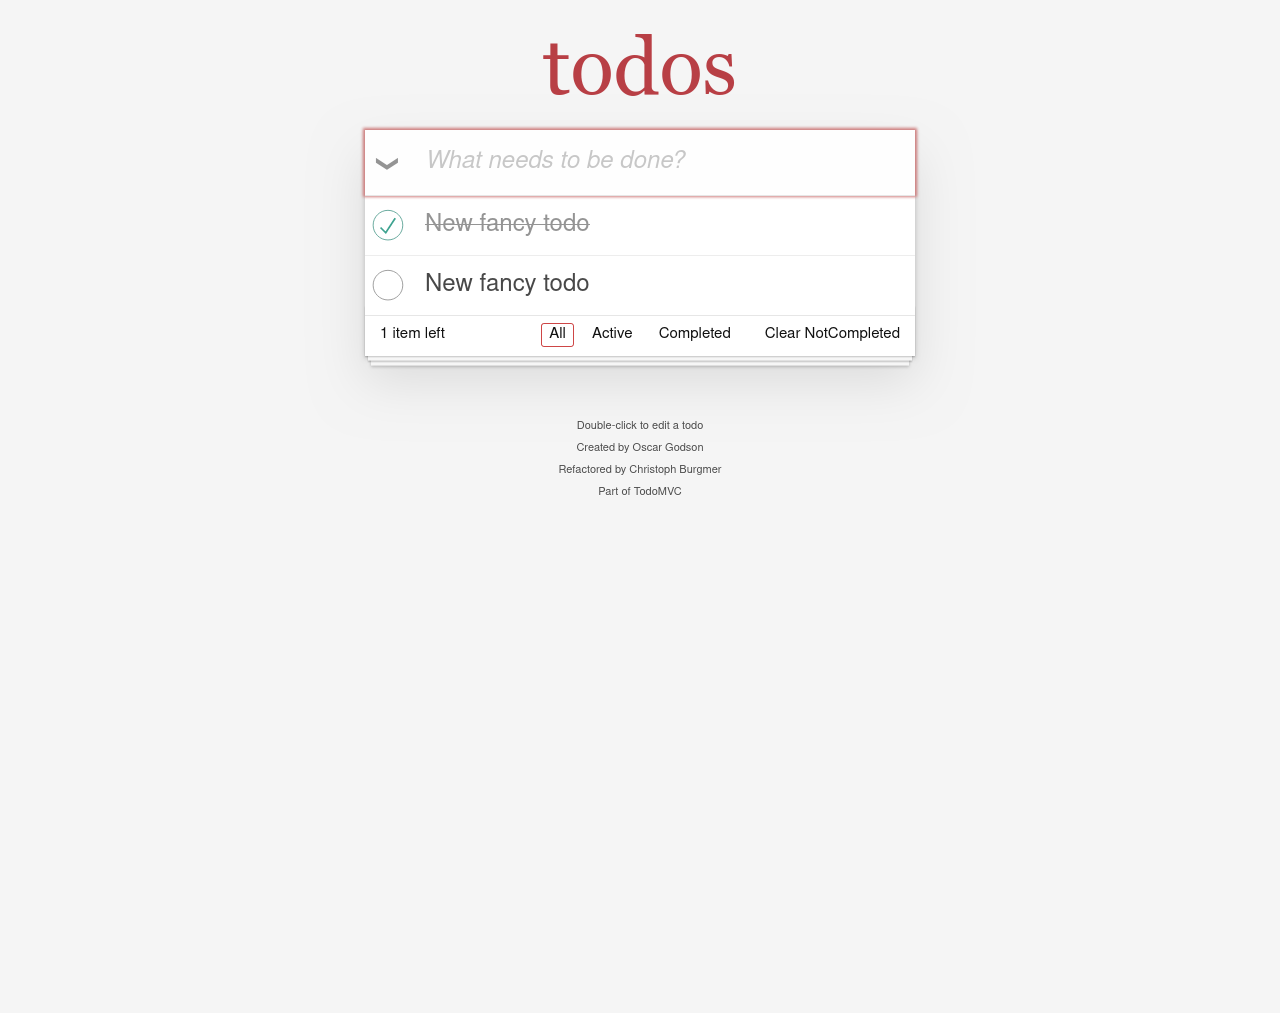 todos
What needs to be done?
New fancy todo
New fancy todo
1 item left All Active Completed Clear NotCompleted
Double-click to edit a todo
Created by Oscar Godson
Refactored by Christoph Burgmer
Part of TodoMVC